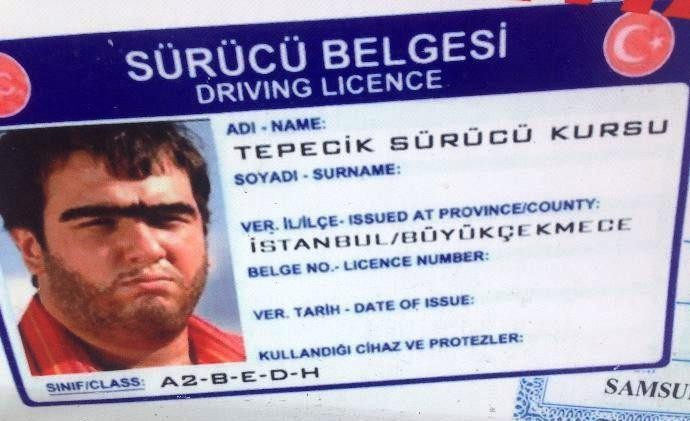 SÜRÜCÜ BELGESİ
DRIVING LICENCE
ADI - NAME:
TEPECİK SÜRÜCÜ KURSU
SOYADI - SURNAME:
VER. İL/İLÇE- ISSUED AT PROVINCE/COUNTY:
İSTANBUL/BÜYÜKÇEKMECE
BELGE NO.- LICENCE NUMBER:
VER. TARİH - DATE OF ISSUE:
KULLANDIĞI CİHAZ VE PROTEZLER:
SINIF/CLASS: A2-B-E-D-H